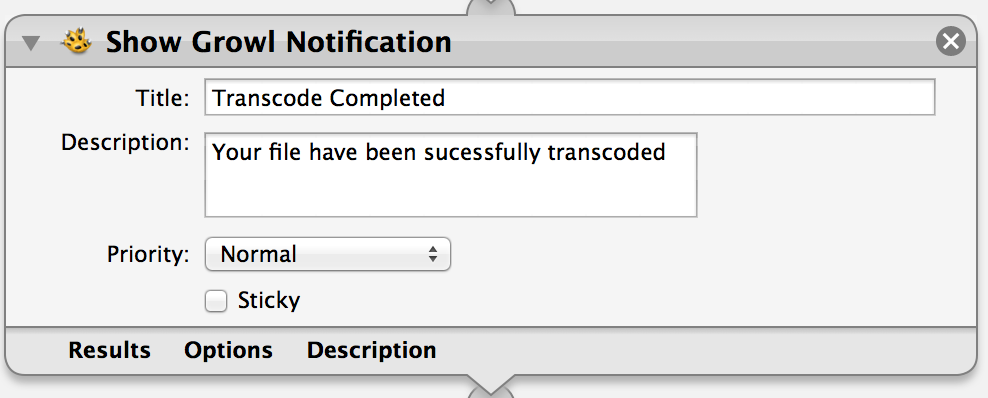 Show Growl Notification
Title: Transcode Completed
Description: Your file have been sucessfully transcoded
Priority: Normal
Sticky
Results Options Description